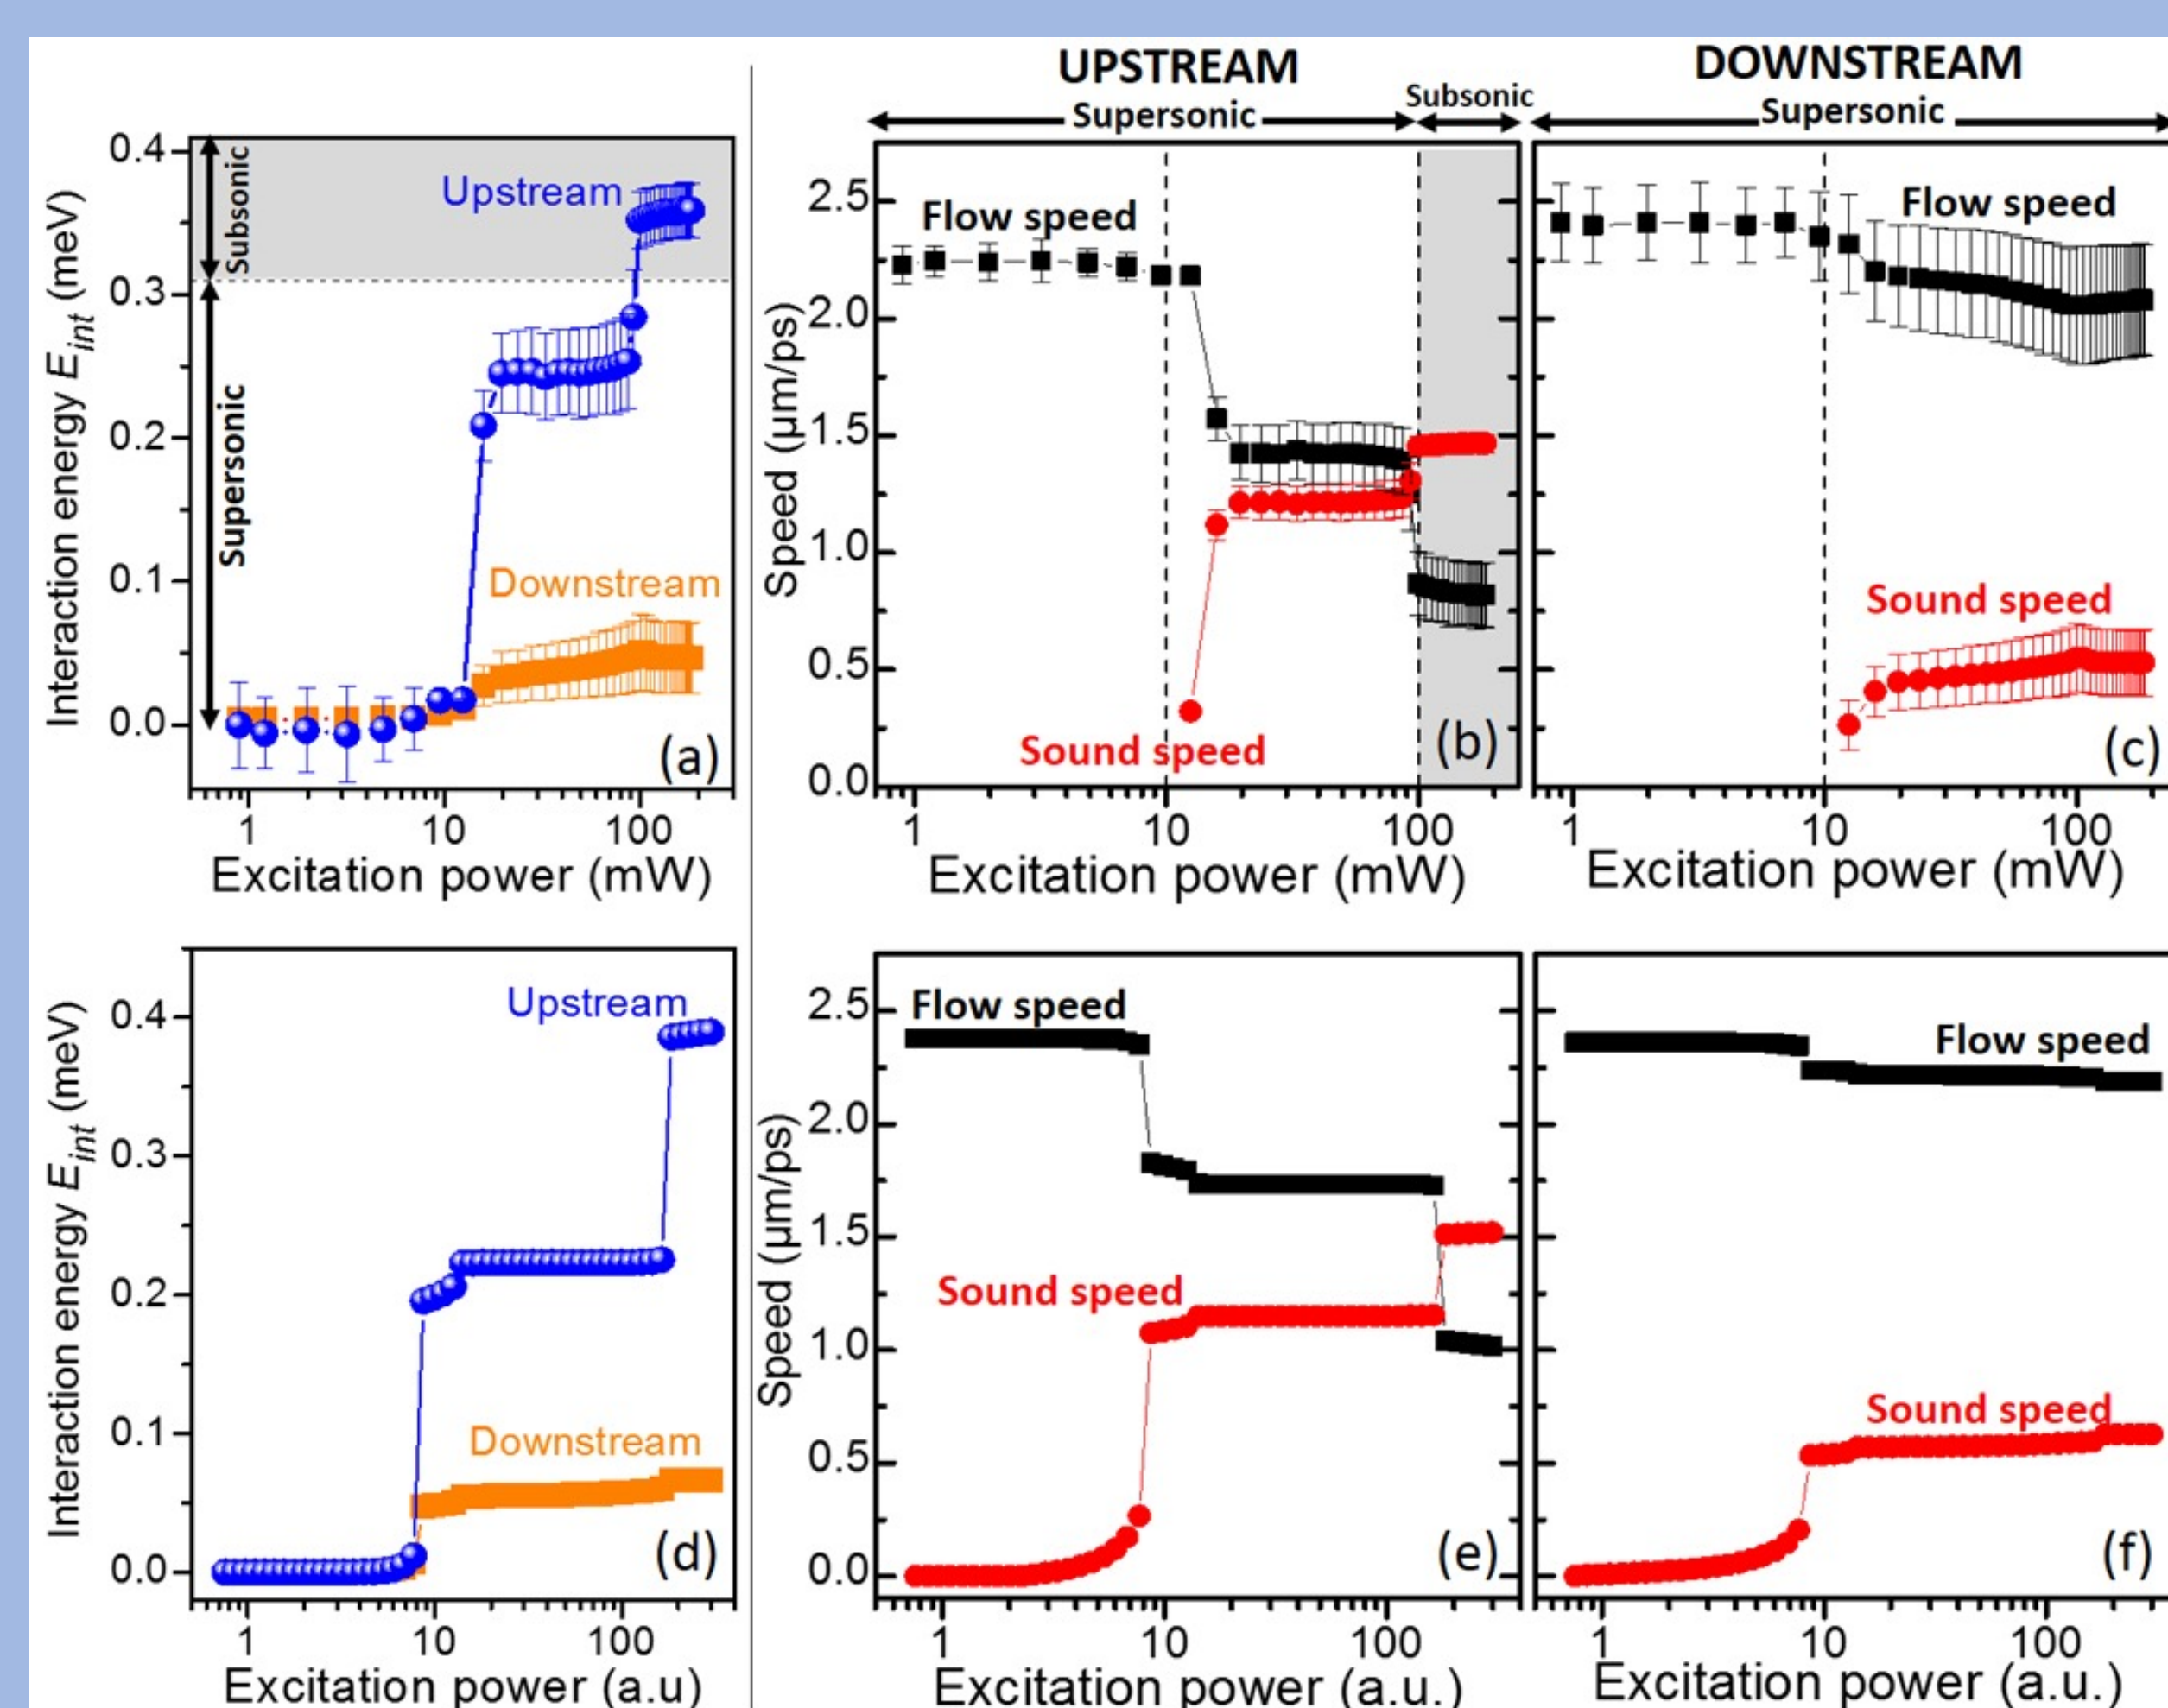 UPSTREAM
Supersonic
Subsonic
DOWNSTREAM
Supersonic
Interaction energy Eint (meV)
0.4
0.3
0.2
0.1
0.0
Subsonic
Supersonic
Upstream
Downstream
(a)
1 10 100
Excitation power (mW)
Speed (µm/ps)
2.5
2.0
1.5
1.0
0.5
0.0
Flow speed
Sound speed
(b)
1 10 100
Excitation power (mW)
Flow speed
Sound speed
(c)
1 10 100
Excitation power (mW)
Interaction energy Eint (meV)
0.4
0.3
0.2
0.1
0.0
Upstream
Downstream
(d)
1 10 100
Excitation power (a.u)
Speed (µm/ps)
2.5
2.0
1.5
1.0
0.5
0.0
Flow speed
Sound speed
(e)
1 10 100
Excitation power (a.u.)
Flow speed
Sound speed
(f)
1 10 100
Excitation power (a.u.)